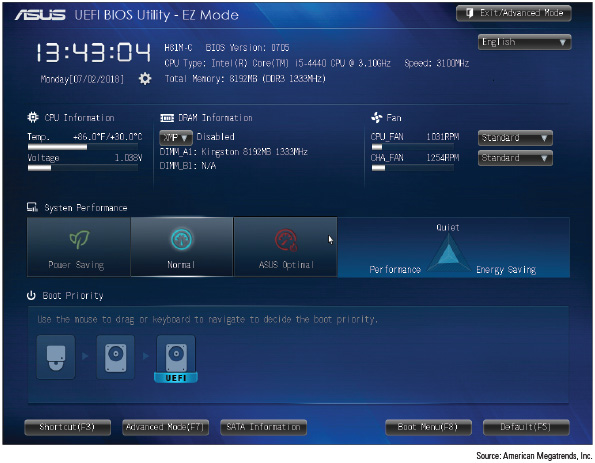 ASUS UEFI BIOS Utility - EZ Mode
Exit/Advanced Mode
13:43:04
Monday[07/02/2018]
H81M-C BIOS Version: 0705
CPU Type: Intel(R) Core(TM) i5-4440 CPU @ 3.10GHz Speed: 3100MHz
Total Memory: 8192MB (DDR3 1333MHz)
English
CPU Information
Temp. +86.0°F/+30.0°C
Voltage 1.038V
DRAM Information
XMP Disabled
DIMM_A1: Kingston 8192MB 1333MHz
DIMM_B1: N/A
Fan
CPU_FAN 1031RPM Standard
CHA_FAN 1254RPM Standard
System Performance
Power Saving
Normal
ASUS Optimal
Quiet
Performance
Energy Saving
Boot Priority
Use the mouse to drag or keyboard to navigate to decide the boot priority.
UEFI
Shortcut(F3)
Advanced Mode(F7)
SATA Information
Boot Menu(F8)
Default(F5)
Source: American Megatrends, Inc.